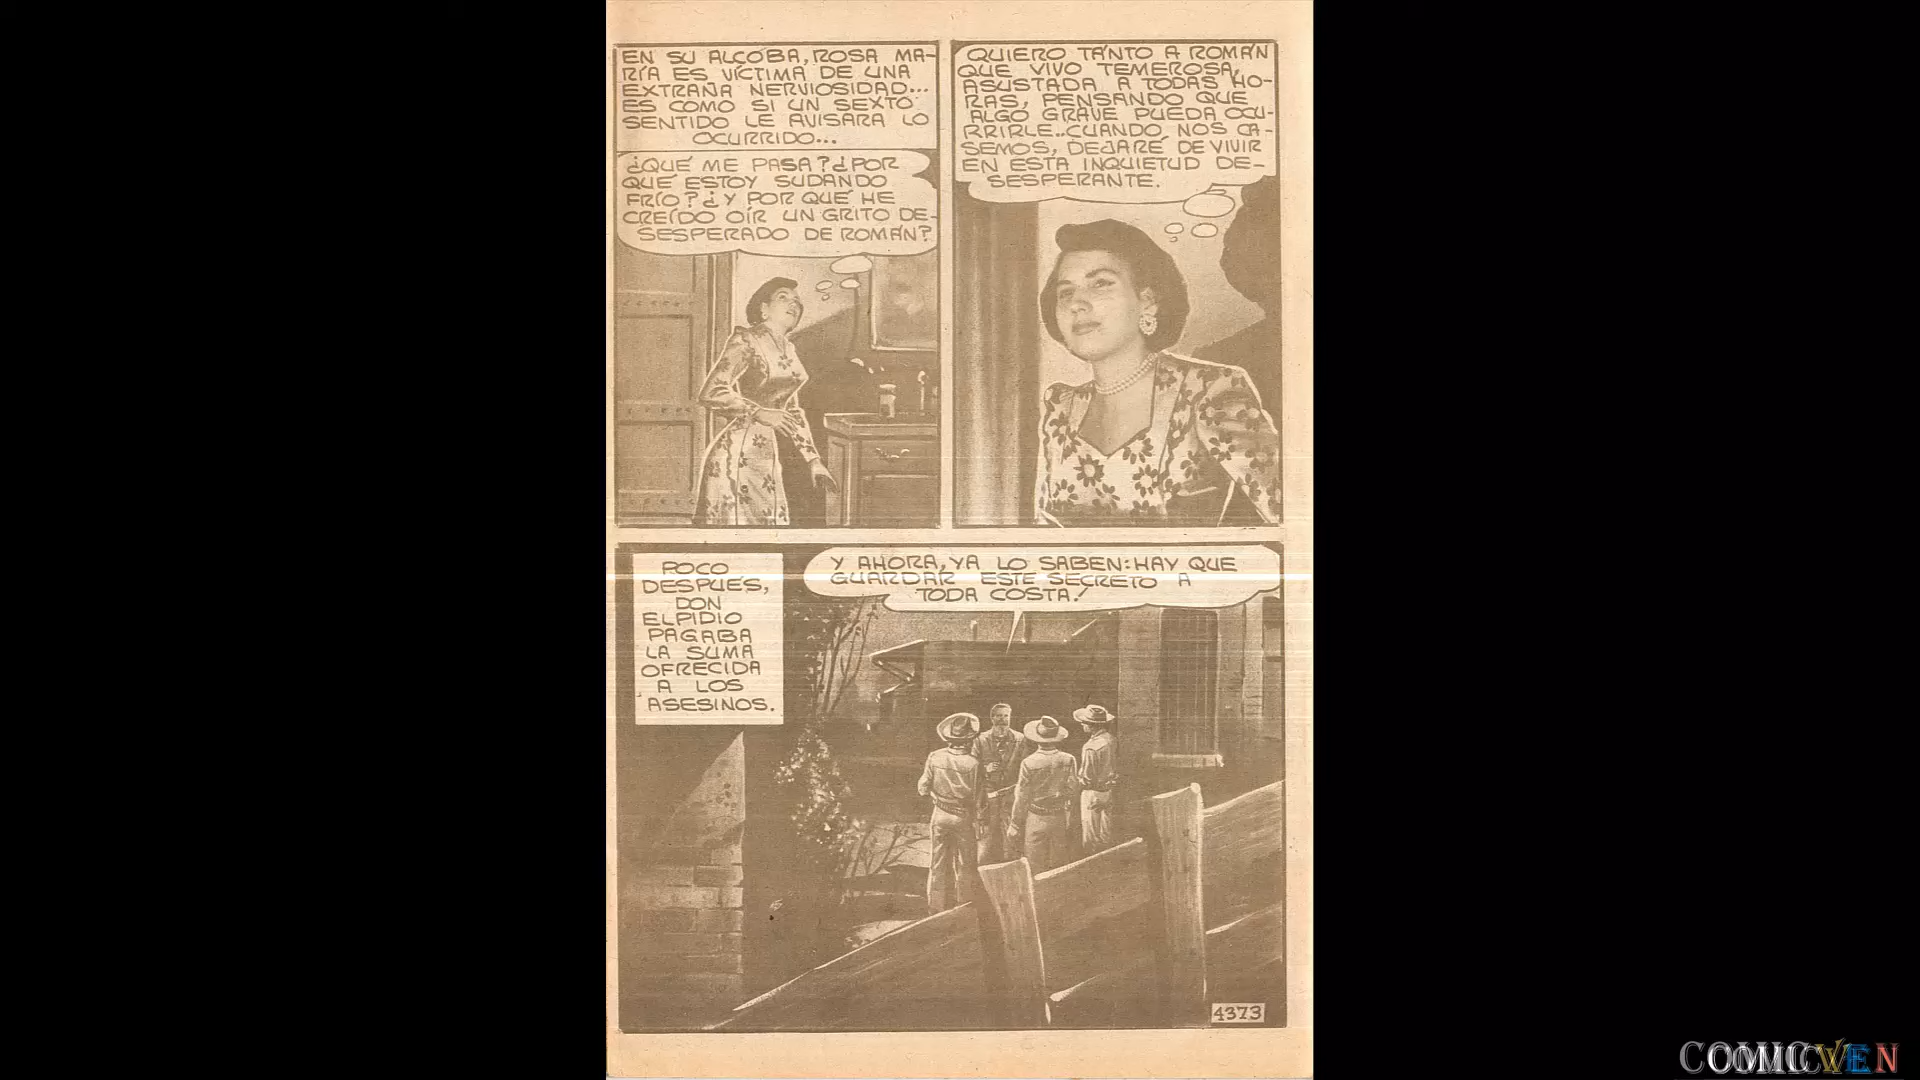 EN SU ALCOBA, ROSA MA-
RÍA ES VÍCTIMA DE UNA
EXTRAÑA NERVIOSIDAD...
ES COMO SI UN SEXTO
SENTIDO LE AVISARA LO
OCURRIDO...
¿QUÉ ME PASA? ¿POR
QUÉ ESTOY SUDANDO
FRÍO? ¿Y POR QUÉ HE
CREÍDO OÍR UN GRITO DE-
SESPERADO DE ROMÁN?
QUIERO TANTO A ROMÁN
QUE VIVO TEMEROSA,
ASUSTADA A TODAS HO-
RAS, PENSANDO QUE
ALGO GRAVE PUEDA OCU-
RRIRLE..CUANDO NOS CA-
SEMOS, DEJARÉ DE VIVIR
EN ESTA INQUIETUD DE-
SESPERANTE.
POCO
DESPUÉS,
DON
ELPIDIO
PAGABA
LA SUMA
OFRECIDA
A LOS
ASESINOS.
Y AHORA, YA LO SABEN: HAY QUE
GUARDAR ESTE SECRETO A
TODA COSTA!
4373
COMICVEN